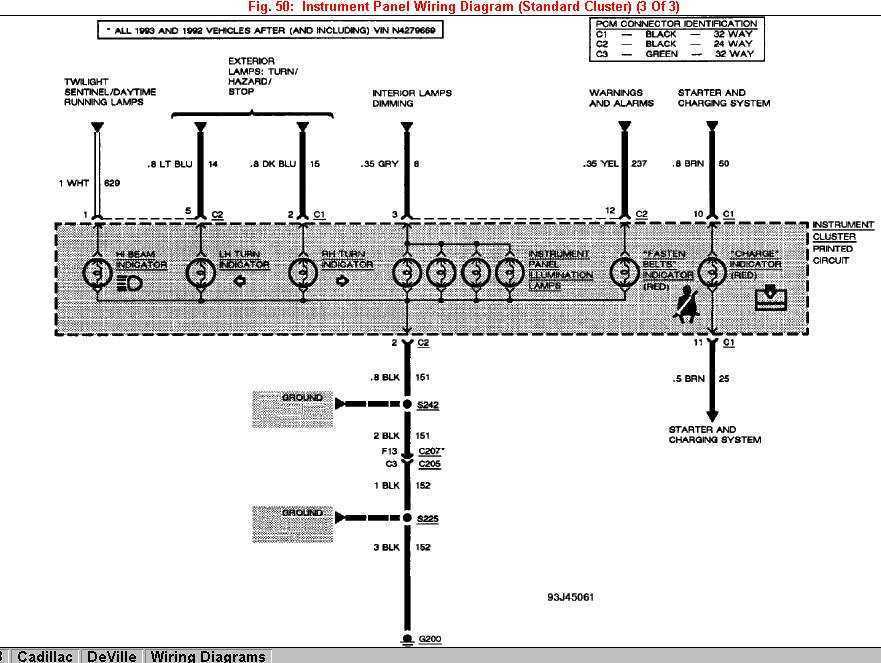 Fig. 50: Instrument Panel Wiring Diagram (Standard Cluster) (3 Of 3)
* ALL 1993 AND 1992 VEHICLES AFTER (AND INCLUDING) VIN N4279669
PCM CONNECTOR IDENTIFICATION
C1 — BLACK — 32 WAY
C2 — BLACK — 24 WAY
C3 — GREEN — 32 WAY
TWILIGHT
SENTINEL/DAYTIME
RUNNING LAMPS
EXTERIOR
LAMPS: TURN/
HAZARD/
STOP
INTERIOR LAMPS
DIMMING
WARNINGS
AND ALARMS
STARTER AND
CHARGING SYSTEM
1 WHT 629
.8 LT BLU 14
.8 DK BLU 15
.35 GRY 8
.35 YEL 237
.8 BRN 50
1
5 C2
2 C1
3
12 C2
10 C1
INSTRUMENT
CLUSTER
PRINTED
CIRCUIT
HI BEAM
INDICATOR
LH TURN
INDICATOR
RH TURN
INDICATOR
INSTRUMENT
PANEL
ILLUMINATION
LAMPS
"FASTEN
BELTS"
INDICATOR
(RED)
"CHARGE"
INDICATOR
(RED)
2 C2
11 C1
.8 BLK 151
.5 BRN 25
GROUND
S242
STARTER AND
CHARGING SYSTEM
2 BLK 151
F13 C207*
C3 C205
1 BLK 152
GROUND
S225
3 BLK 152
93J45061
G200
Cadillac DeVille Wiring Diagrams